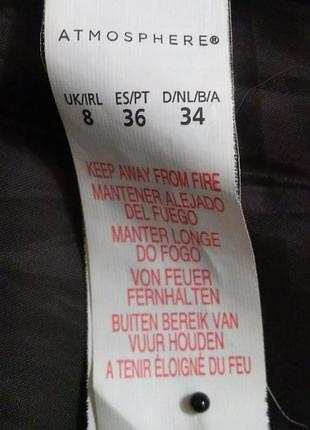 ATMOSPHERE®
UK/IRL ES/PT D/NL/B/A
8 36 34
KEEP AWAY FROM FIRE
MANTENER ALEJADO
DEL FUEGO
MANTER LONGE
DO FOGO
VON FEUER
FERNHALTEN
BUITEN BEREIK VAN
VUUR HOUDEN
A TENIR ÉLOIGNÉ DU FEU